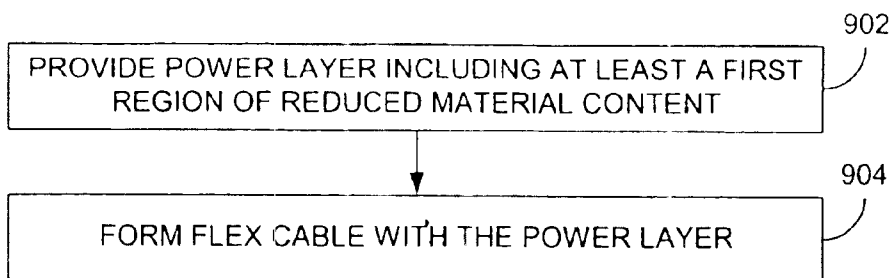 902
PROVIDE POWER LAYER INCLUDING AT LEAST A FIRST
REGION OF REDUCED MATERIAL CONTENT
904
FORM FLEX CABLE WITH THE POWER LAYER